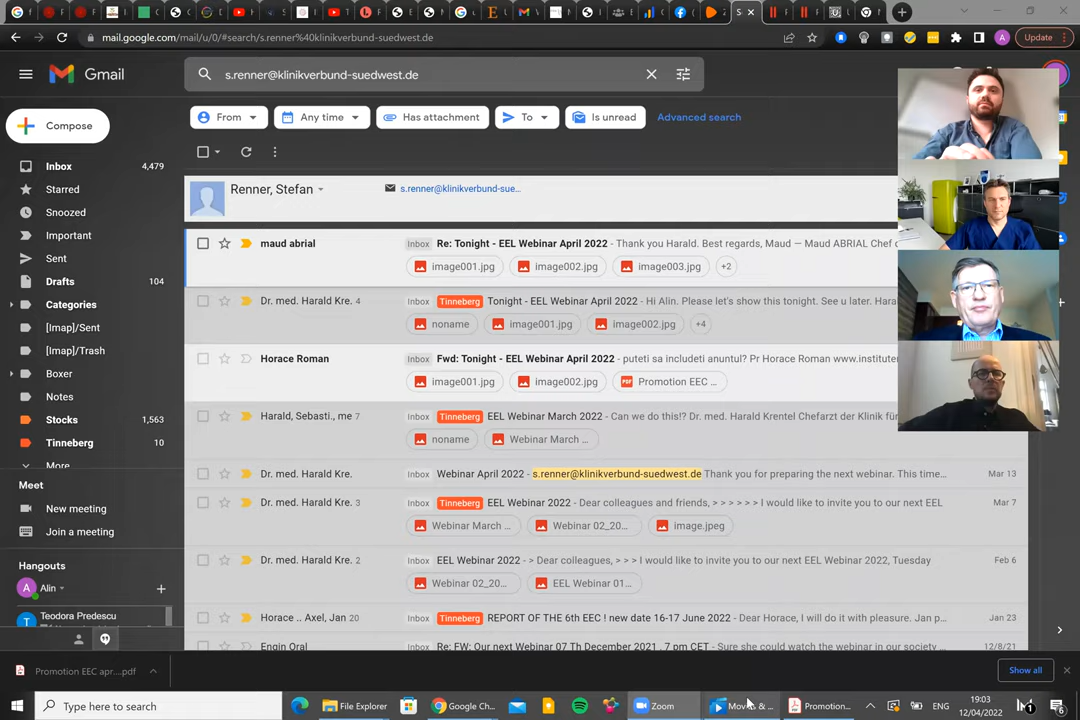 mail.google.com/mail/u/0/#search/s.renner%40klinikverbund-suedwest.de
Update
Gmail
s.renner@klinikverbund-suedwest.de
From
Any time
Has attachment
To
Is unread
Advanced search
Compose
Inbox 4,479
Starred
Snoozed
Important
Sent
Drafts 104
Categories
[Imap]/Sent
[Imap]/Trash
Boxer
Notes
Stocks 1,563
Tinneberg 10
More
Meet
New meeting
Join a meeting
Hangouts
A Alin
T Teodora Predescu
Renner, Stefan s.renner@klinikverbund-sue...
maud abrial Inbox Re: Tonight - EEL Webinar April 2022 - Thank you Harald. Best regards, Maud — Maud ABRIAL Chef
image001.jpg image002.jpg image003.jpg +2
Dr. med. Harald Kre. 4 Inbox Tinneberg Tonight - EEL Webinar April 2022 - Hi Alin. Please let's show this tonight. See u later. Hara
noname image001.jpg image002.jpg +4
Horace Roman Inbox Fwd: Tonight - EEL Webinar April 2022 - puteti sa includeti anuntul? Pr Horace Roman www.institute
image001.jpg image002.jpg PDF Promotion EEC ...
Harald, Sebasti., me 7 Inbox Tinneberg EEL Webinar March 2022 - Can we do this!? Dr. med. Harald Krentel Chefarzt der Klinik fü
noname Webinar March ...
Dr. med. Harald Kre. Inbox Webinar April 2022 - s.renner@klinikverbund-suedwest.de Thank you for preparing the next webinar. This time... Mar 13
Dr. med. Harald Kre. 3 Inbox Tinneberg EEL Webinar 2022 - Dear colleagues and friends, > > > > > > I would like to invite you to our next EEL Mar 7
Webinar March ... Webinar 02_20... image.jpeg
Dr. med. Harald Kre. 2 Inbox EEL Webinar 2022 - > Dear colleagues, > > > I would like to invite you to our next EEL Webinar 2022, Tuesday Feb 6
Webinar 02_20... EEL Webinar 01...
Horace .. Axel, Jan 20 Inbox Tinneberg REPORT OF THE 6th EEC ! new date 16-17 June 2022 - Dear Horace, I will do it with pleasure. Jan p... Jan 23
Engin Oral Inbox Re: FW: Our next Webinar 07 Th December 2021 , 7 pm CET - Sure she could watch the webinar in our society ... 12/8/21
Promotion EEC apr....pdf
Show all
Type here to search
File Explorer
Google Ch...
Zoom
Promotion...
ENG
19:03
12/04/2022